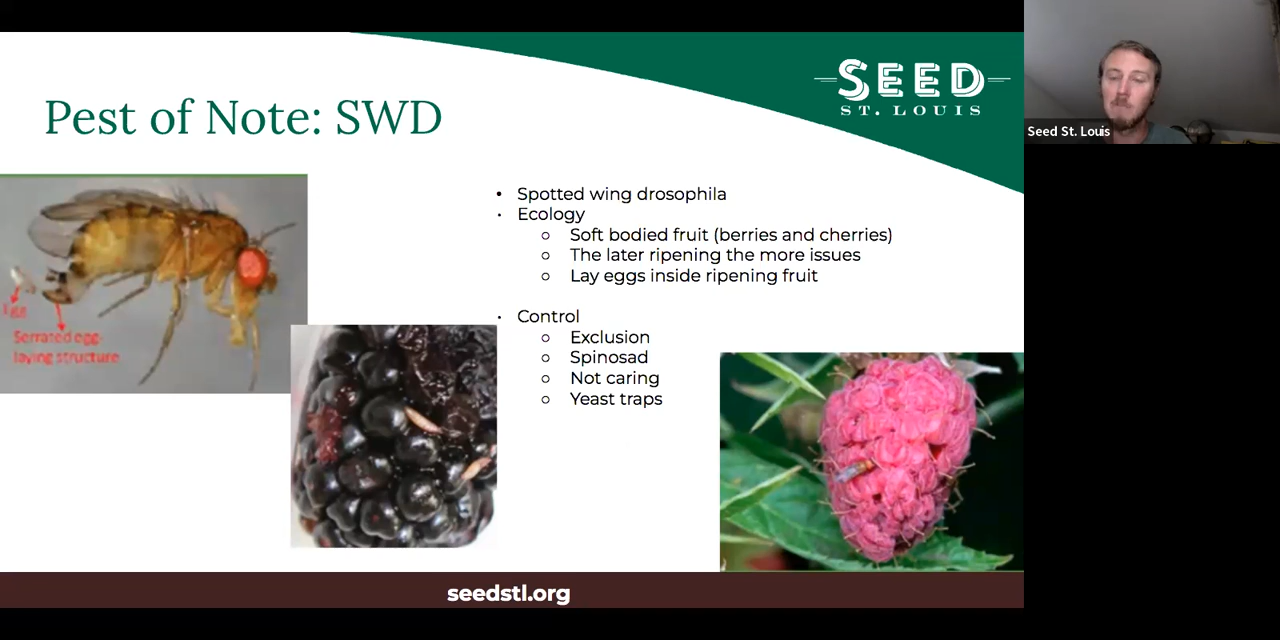 SEED
ST. LOUIS
Pest of Note: SWD
Seed St. Louis
• Spotted wing drosophila
• Ecology
○ Soft bodied fruit (berries and cherries)
○ The later ripening the more issues
○ Lay eggs inside ripening fruit
• Control
○ Exclusion
○ Spinosad
○ Not caring
○ Yeast traps
Egg
Serrated egg-
laying structure
seedstl.org